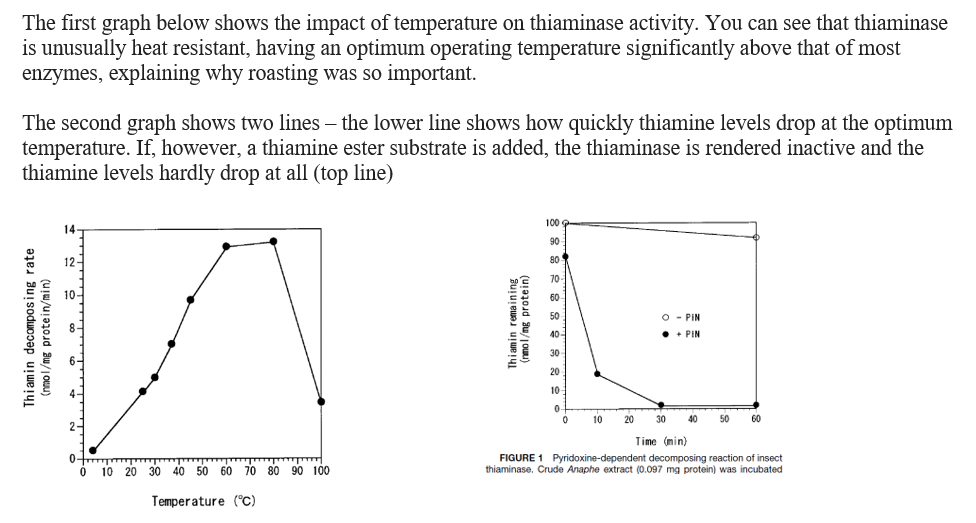 The first graph below shows the impact of temperature on thiaminase activity. You can see that thiaminase
is unusually heat resistant, having an optimum operating temperature significantly above that of most
enzymes, explaining why roasting was so important.
The second graph shows two lines – the lower line shows how quickly thiamine levels drop at the optimum
temperature. If, however, a thiamine ester substrate is added, the thiaminase is rendered inactive and the
thiamine levels hardly drop at all (top line)
Thiamin decomposing rate
(nmol/mg protein/min)
14
12
10
8
6
4
2
0
0 10 20 30 40 50 60 70 80 90 100
Temperature (°C)
Thiamin remaining
(nmol/mg protein)
100
90
80
70
60
50
40
30
20
10
0
- PIN
+ PIN
0 10 20 30 40 50 60
Time (min)
FIGURE 1 Pyridoxine-dependent decomposing reaction of insect
thiaminase. Crude Anaphe extract (0.097 mg protein) was incubated